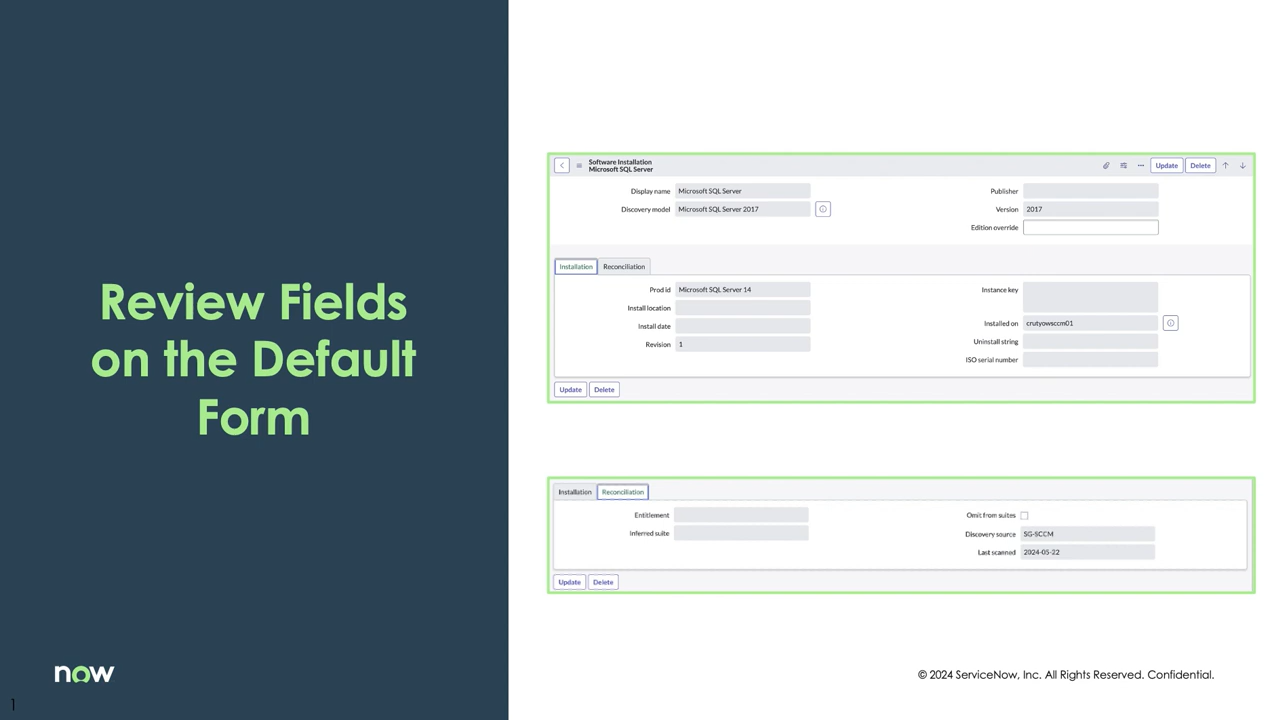 Review Fields
on the Default
Form
now
1
Software Installation
Microsoft SQL Server
Update
Delete
Display name
Microsoft SQL Server
Discovery model
Microsoft SQL Server 2017
Publisher
Version
2017
Edition override
Installation
Reconciliation
Prod id
Microsoft SQL Server 14
Install location
Install date
Revision
1
Instance key
Installed on
crutyowsccm01
Uninstall string
ISO serial number
Update
Delete
Installation
Reconciliation
Entitlement
Inferred suite
Omit from suites
Discovery source
SG-SCCM
Last scanned
2024-05-22
Update
Delete
© 2024 ServiceNow, Inc. All Rights Reserved. Confidential.